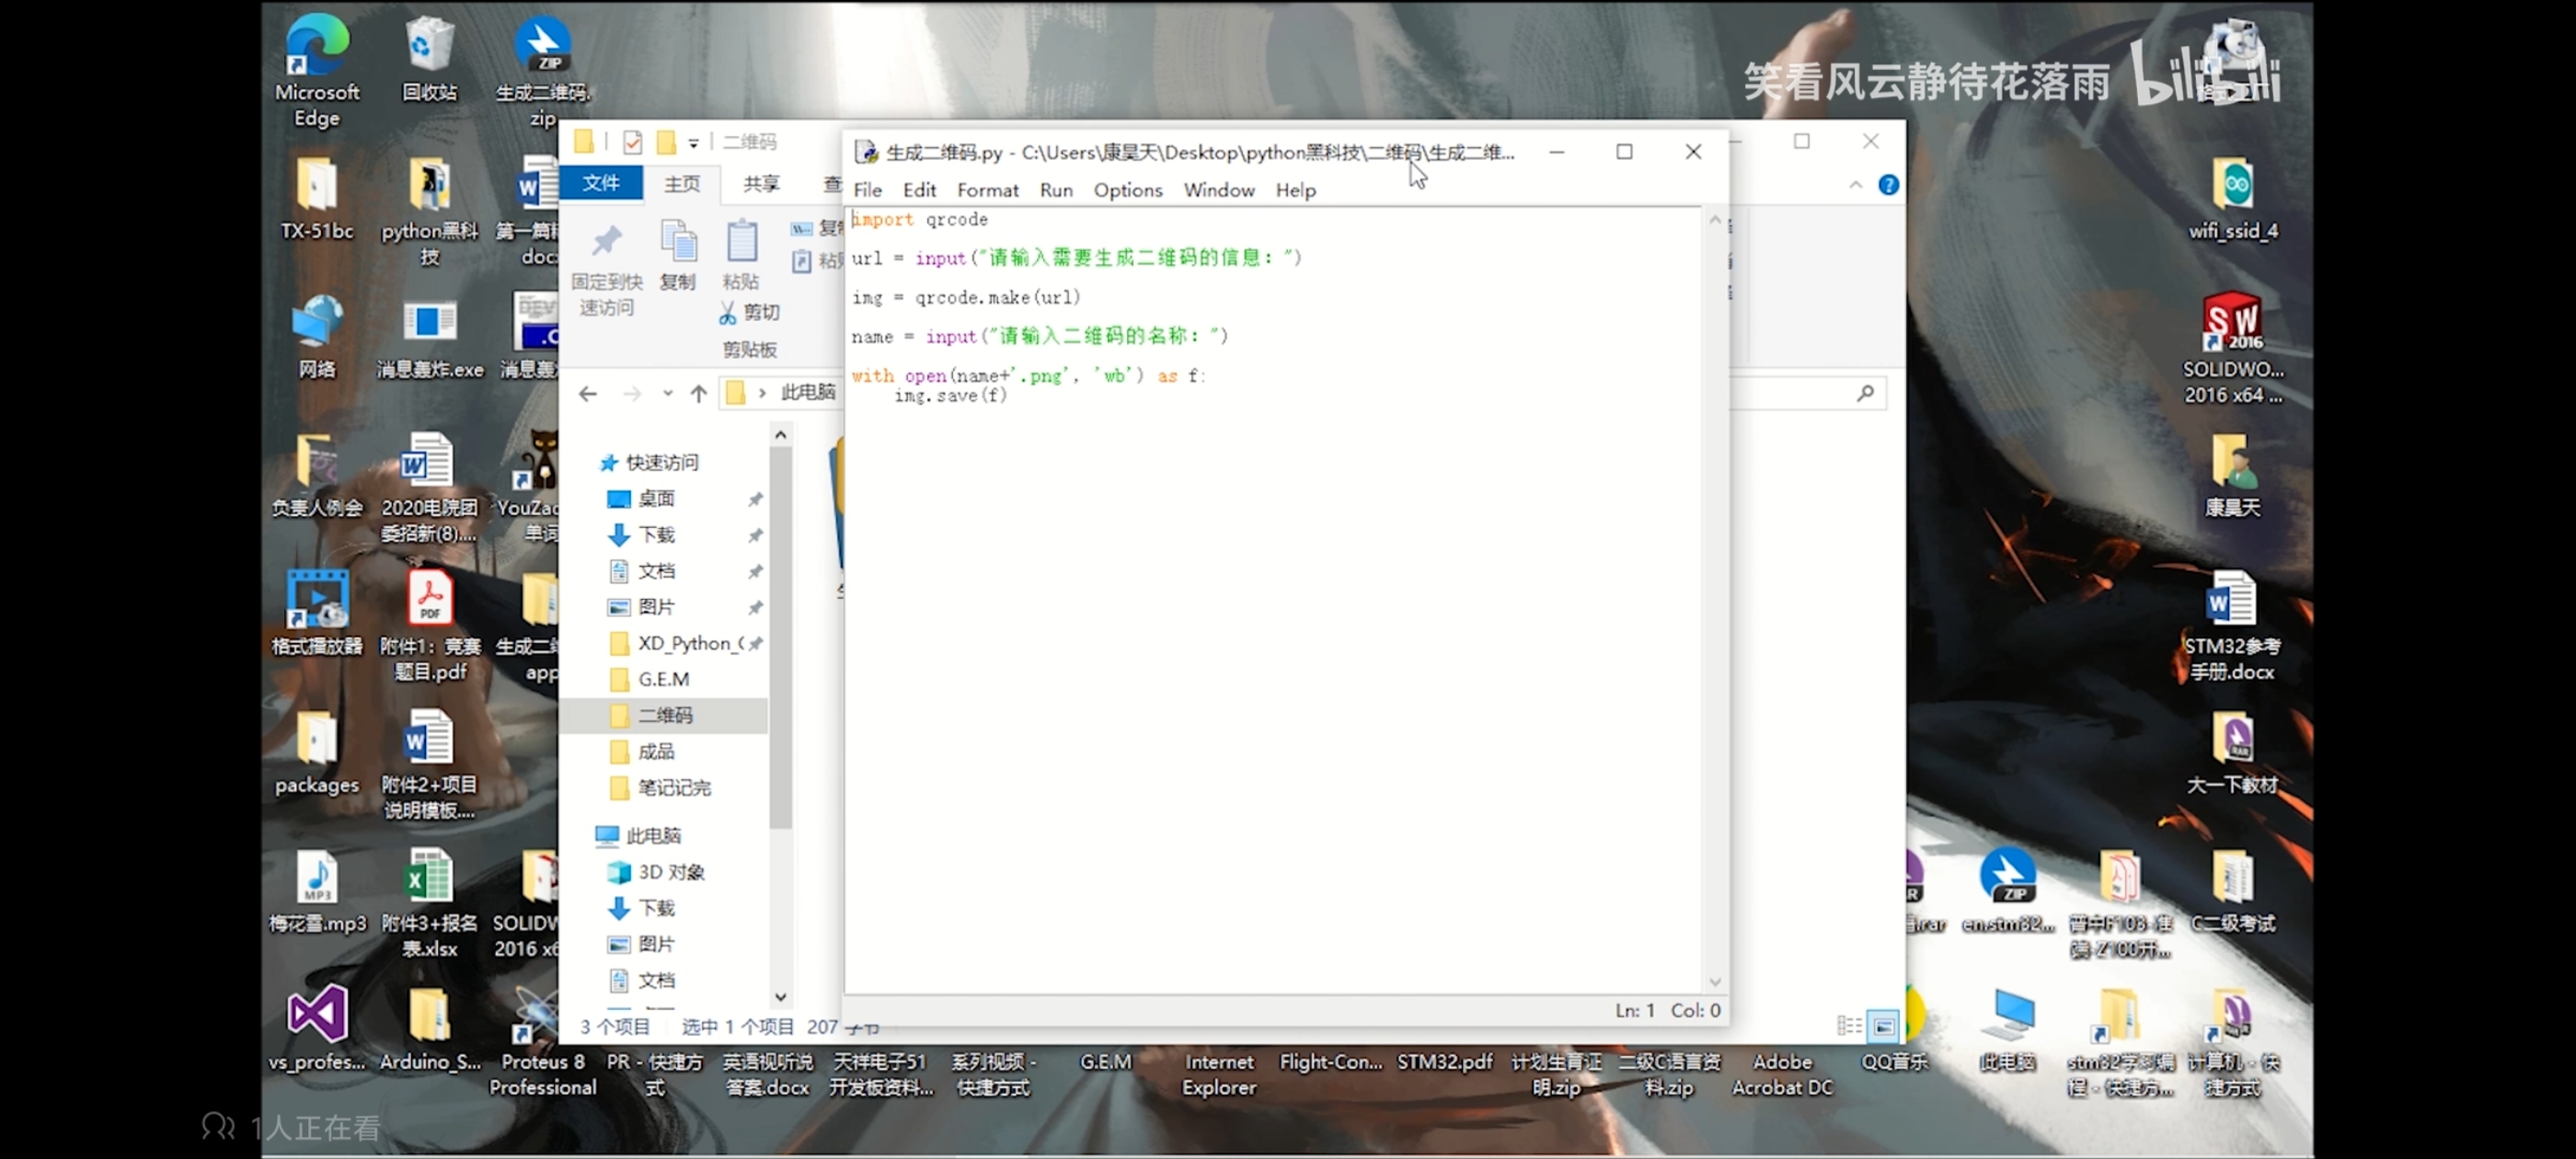 笑看风云静待花落雨 bilibili
Microsoft Edge
回收站
生成二维码.zip
TX-51bc
python黑科技
第一篇
doc
网络
消息轰炸.exe
消息轰
负责人例会
2020电院团委招新(8)....
YouZa
单词
格式播放器
附件1：竞赛题目.pdf
生成二
app
packages
附件2+项目说明模板....
梅花雪.mp3
附件3+报名表.xlsx
SOLIDW
2016 x6
vs_profes...
Arduino_S...
Proteus 8 Professional
二维码
文件
主页
共享
查
固定到快速访问
复制
粘贴
剪切
剪贴板
此电脑
快速访问
桌面
下载
文档
图片
XD_Python_(
G.E.M
二维码
成品
笔记记完
此电脑
3D 对象
下载
图片
文档
3 个项目
选中 1 个项目 207 字节
生成二维码.py - C:\Users\康昊天\Desktop\python黑科技\二维码\生成二维...
File Edit Format Run Options Window Help
import qrcode
url = input("请输入需要生成二维码的信息：")
img = qrcode.make(url)
name = input("请输入二维码的名称：")
with open(name+'.png', 'wb') as f:
    img.save(f)
Ln: 1 Col: 0
wifi_ssid_4
SOLIDWO...
2016 x64 ...
康昊天
STM32参考手册.docx
大一下教材
.rar
en.stm32...
普中F103-准端-Z100开...
C二级考试
PR - 快捷方式
英语视听说答案.docx
天祥电子51开发板资料...
系列视频 - 快捷方式
G.E.M
Internet Explorer
Flight-Con...
STM32.pdf
计划生育证明.zip
二级C语言资料.zip
Adobe Acrobat DC
QQ音乐
此电脑
stm32学习编程 - 快捷方...
计算机 - 快捷方式
1人正在看